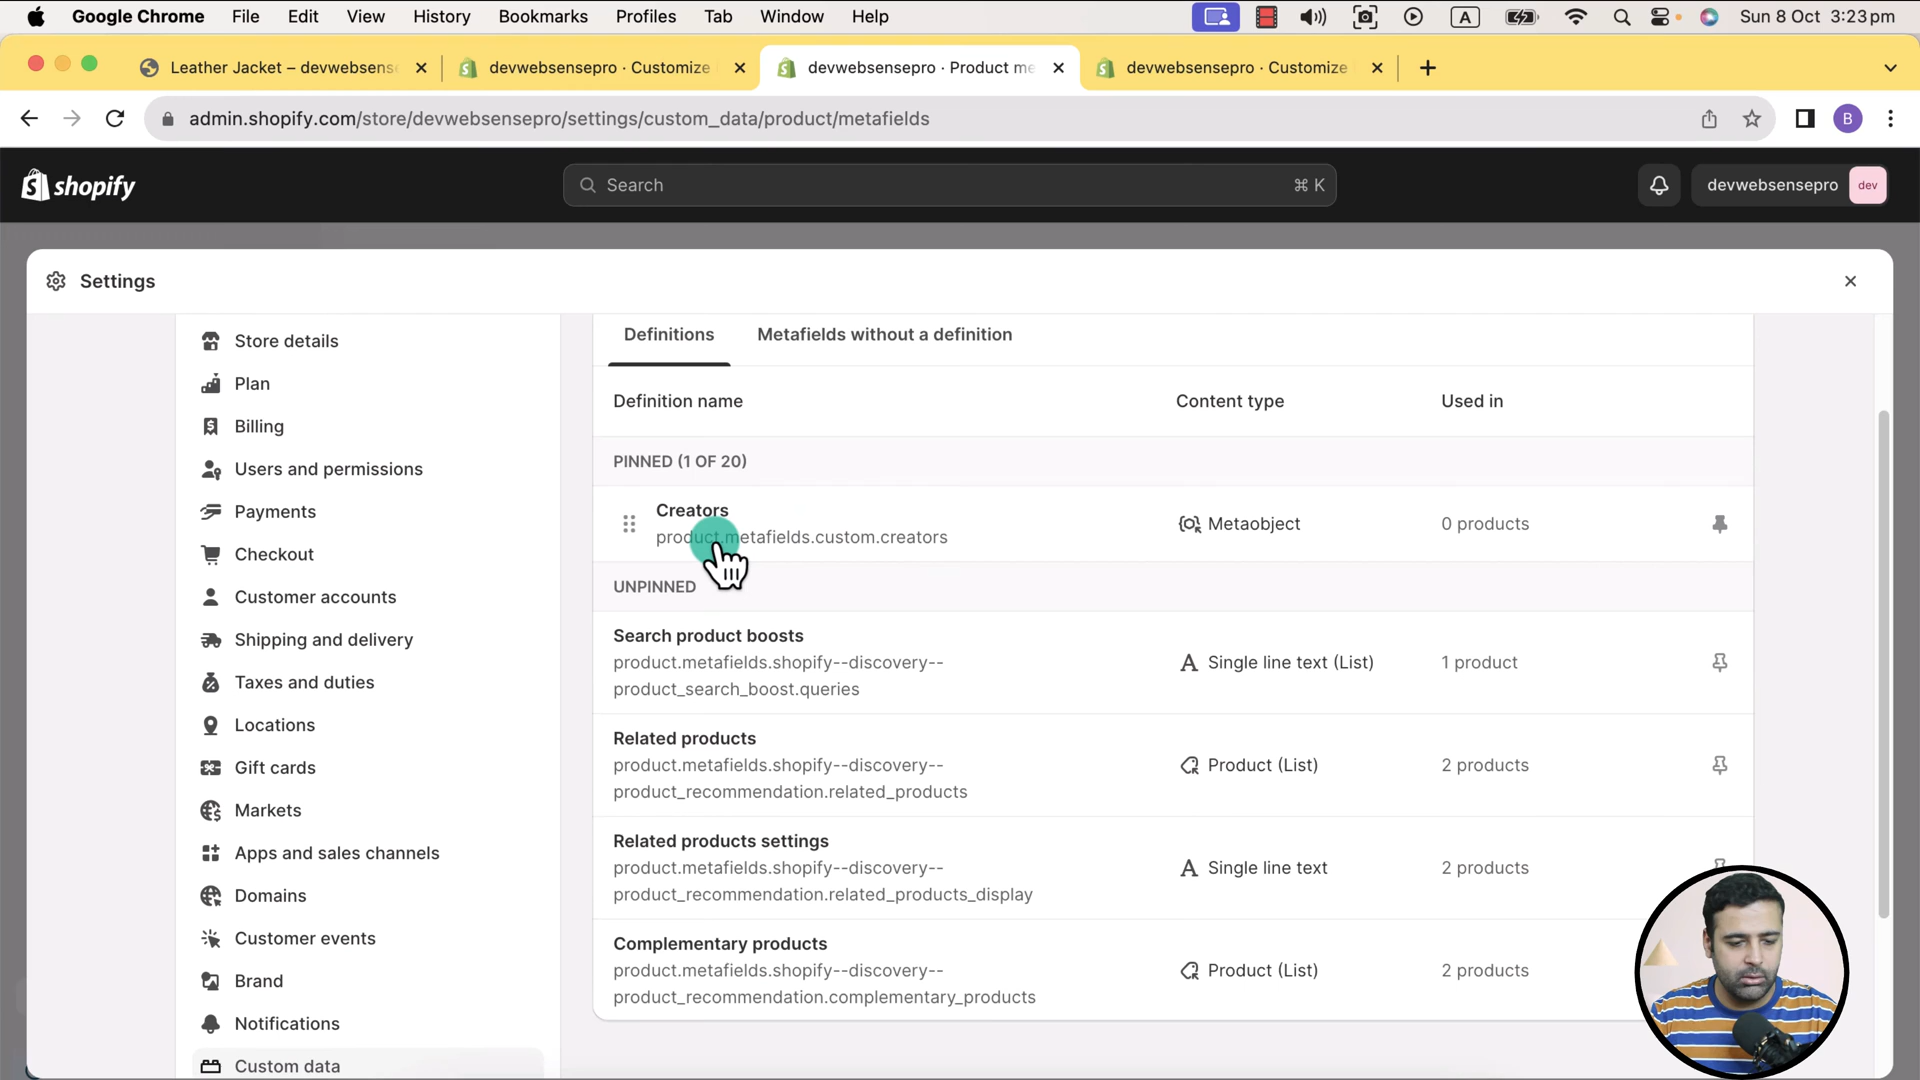 Google Chrome File Edit View History Bookmarks Profiles Tab Window Help A Sun 8 Oct 3:23 pm
Leather Jacket – devwebsense devwebsensepro · Customize devwebsensepro · Product me devwebsensepro · Customize
admin.shopify.com/store/devwebsensepro/settings/custom_data/product/metafields B
shopify Search ⌘ K devwebsensepro dev
Settings
Store details
Plan
Billing
Users and permissions
Payments
Checkout
Customer accounts
Shipping and delivery
Taxes and duties
Locations
Gift cards
Markets
Apps and sales channels
Domains
Customer events
Brand
Notifications
Custom data
Definitions Metafields without a definition
Definition name Content type Used in
PINNED (1 OF 20)
Creators
product.metafields.custom.creators Metaobject 0 products
UNPINNED
Search product boosts
product.metafields.shopify--discovery--
product_search_boost.queries Single line text (List) 1 product
Related products
product.metafields.shopify--discovery--
product_recommendation.related_products Product (List) 2 products
Related products settings
product.metafields.shopify--discovery--
product_recommendation.related_products_display Single line text 2 products
Complementary products
product.metafields.shopify--discovery--
product_recommendation.complementary_products Product (List) 2 products